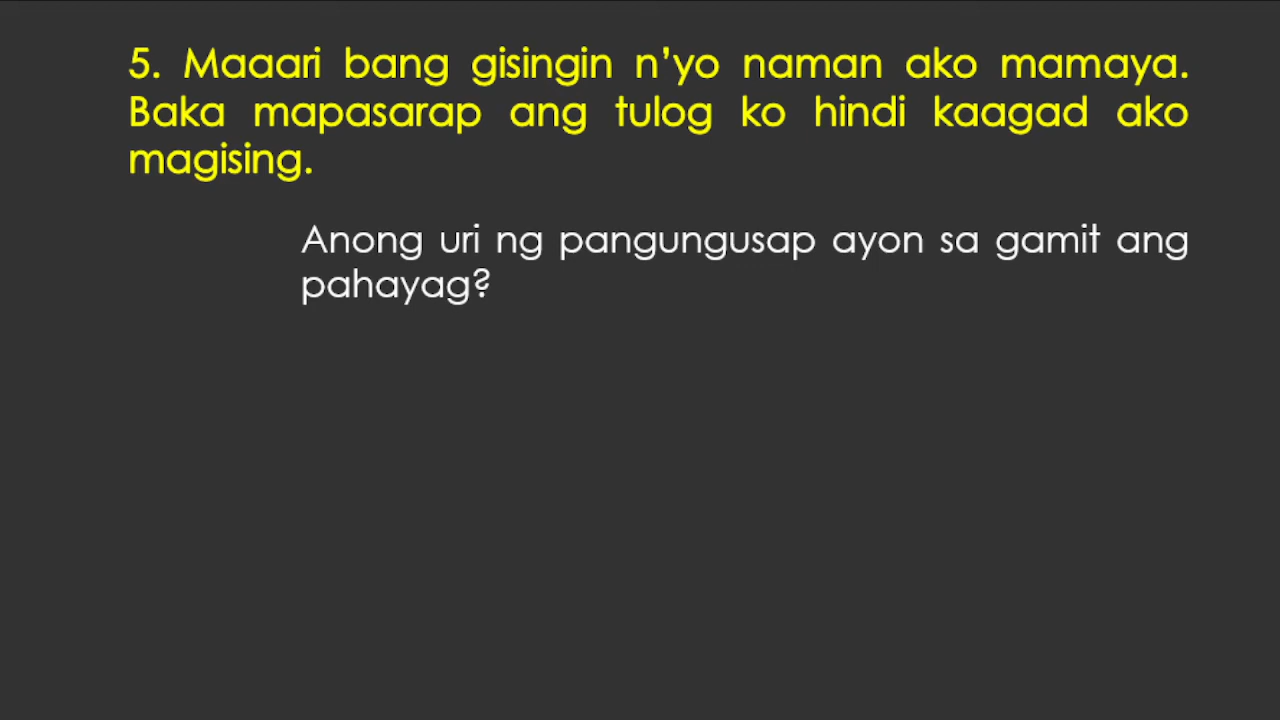 5. Maaari bang gisingin n’yo naman ako mamaya.
Baka mapasarap ang tulog ko hindi kaagad ako
magising.
Anong uri ng pangungusap ayon sa gamit ang
pahayag?